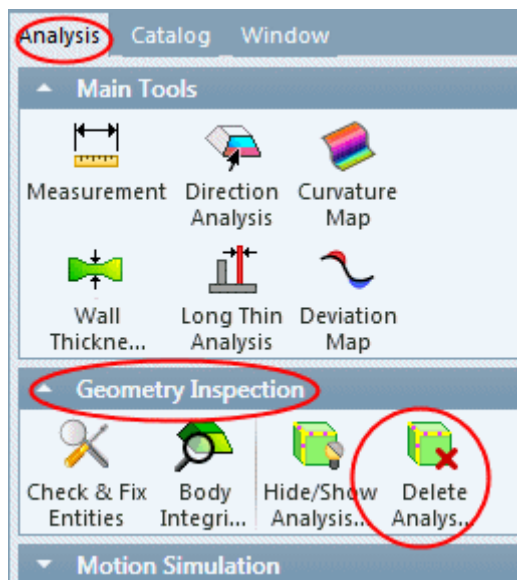 Analysis Catalog Window
Main Tools
Measurement Direction Analysis Curvature Map
Wall Thickne... Long Thin Analysis Deviation Map
Geometry Inspection
Check & Fix Entities Body Integri... Hide/Show Analysis... Delete Analys...
Motion Simulation